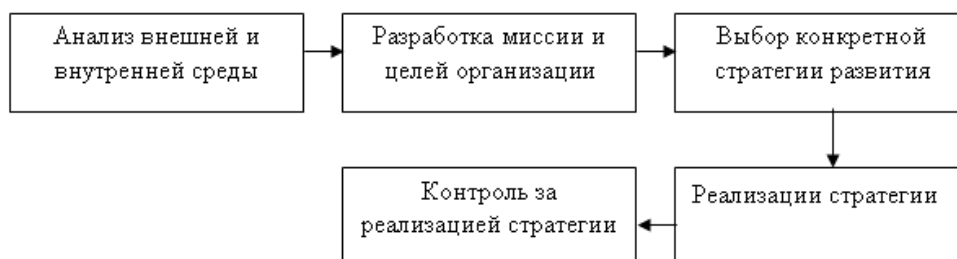 Анализ внешней и
внутренней среды
Разработка миссии и
целей организации
Выбор конкретной
стратегии развития
Реализации стратегии
Контроль за
реализацией стратегии